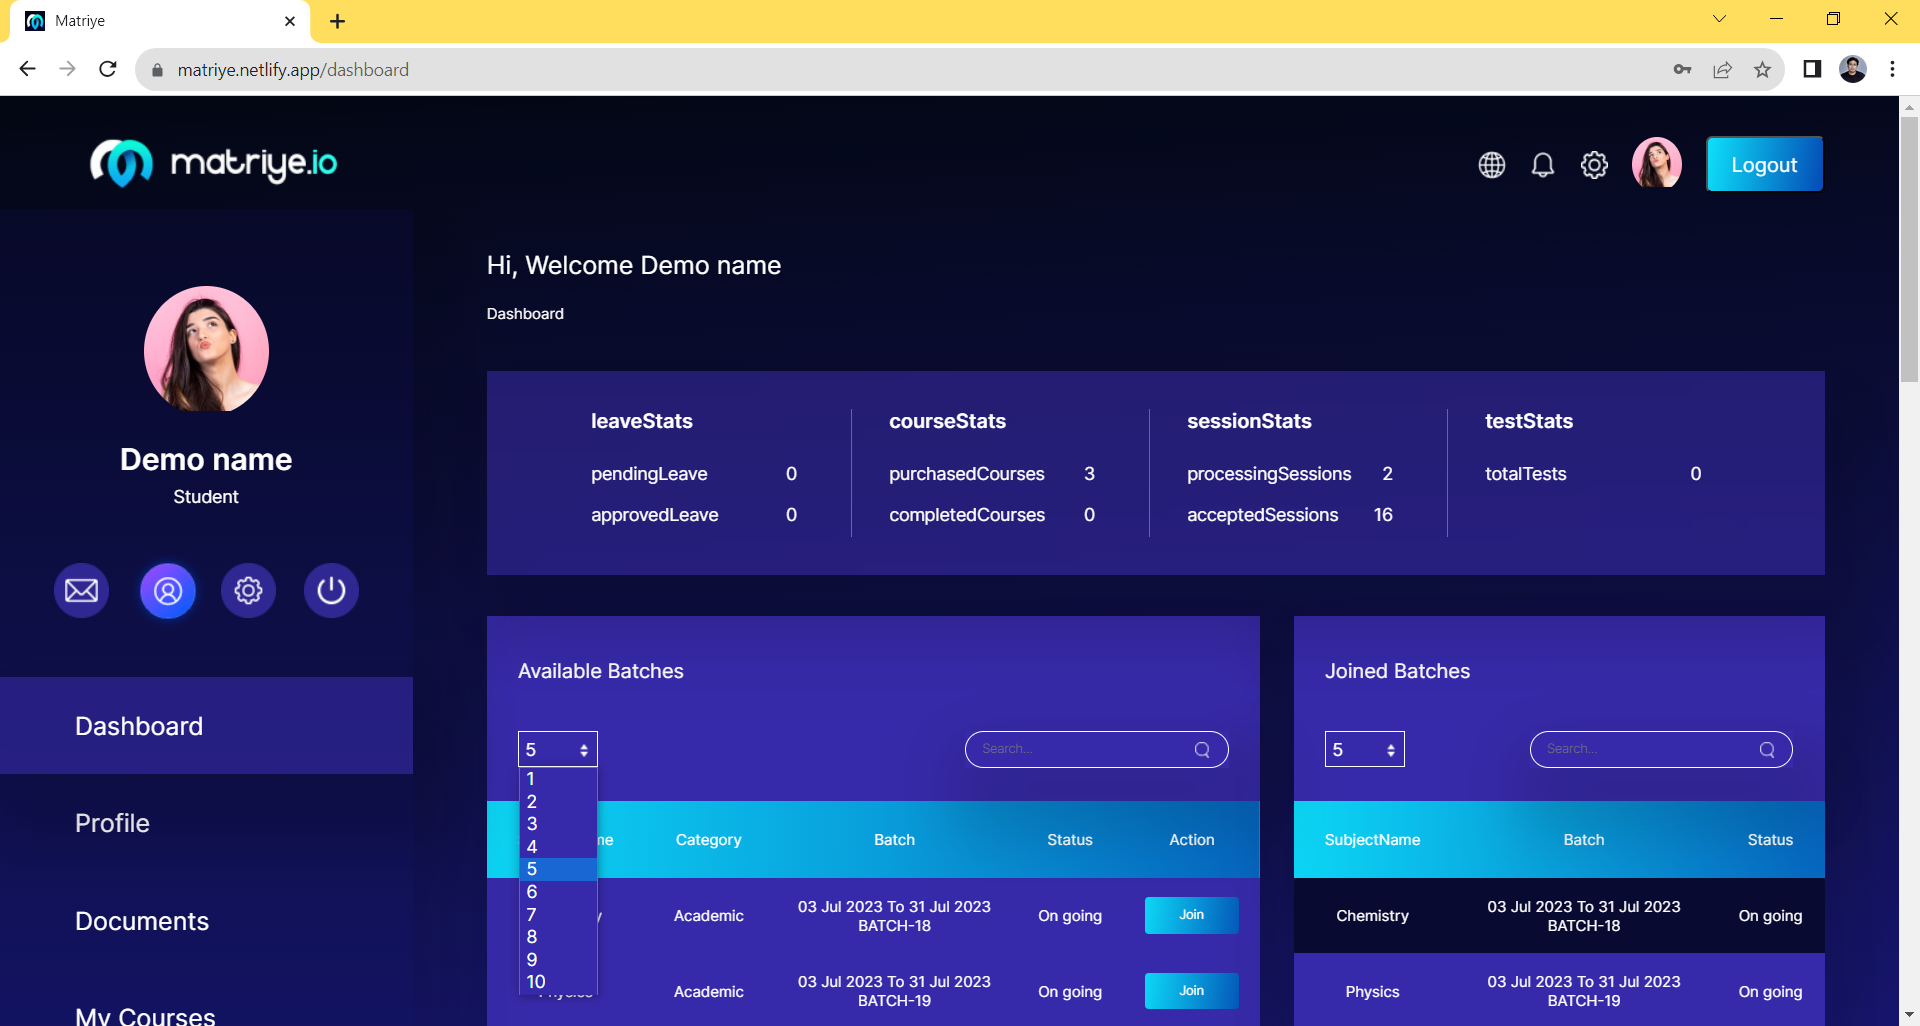 Matriye
matriye.netlify.app/dashboard
matriye.io
Logout
Hi, Welcome Demo name
Dashboard
Demo name
Student
leaveStats
pendingLeave 0
approvedLeave 0
courseStats
purchasedCourses 3
completedCourses 0
sessionStats
processingSessions 2
acceptedSessions 16
testStats
totalTests 0
Dashboard
Profile
Documents
My Courses
Available Batches
5
Search...
1
2
3
4
5
6
7
8
9
10
Category Batch Status Action
Academic 03 Jul 2023 To 31 Jul 2023 On going Join
BATCH-18
Physics Academic 03 Jul 2023 To 31 Jul 2023 On going Join
BATCH-19
Joined Batches
5
Search...
SubjectName Batch Status
Chemistry 03 Jul 2023 To 31 Jul 2023 On going
BATCH-18
Physics 03 Jul 2023 To 31 Jul 2023 On going
BATCH-19